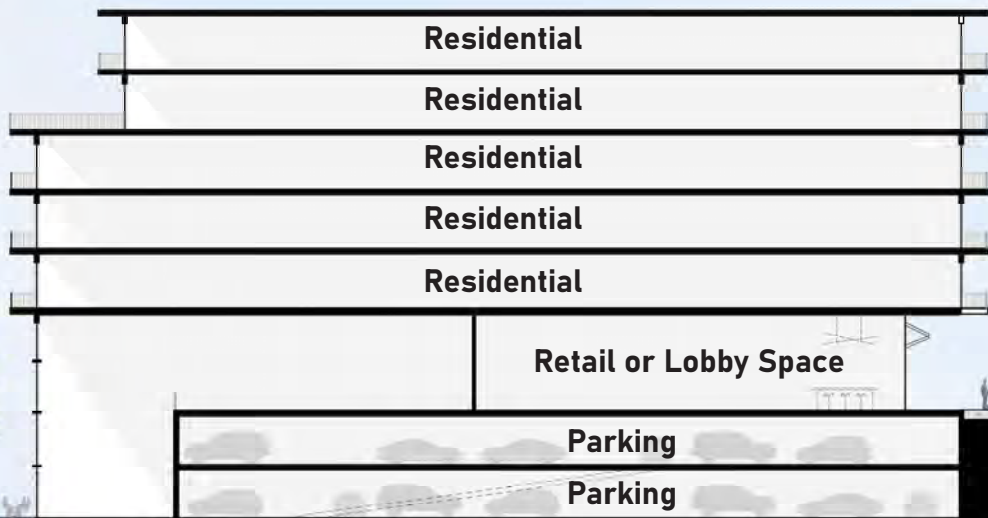 Residential
Residential
Residential
Residential
Residential
Retail or Lobby Space
Parking
Parking